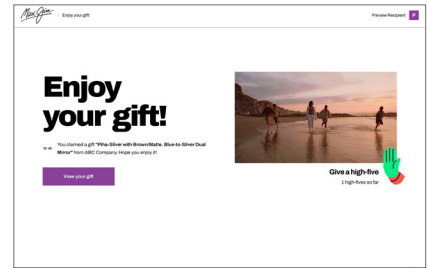 Maui Jim | Enjoy your gift!
Preview Recipient P
Enjoy
your gift!
You claimed a gift "Piha-Silver with Brown/Matte, Blue-to-Silver Dual
Mirror" from ABC Company. Hope you enjoy it!
View your gift
Give a high-five
1 high-fives so far